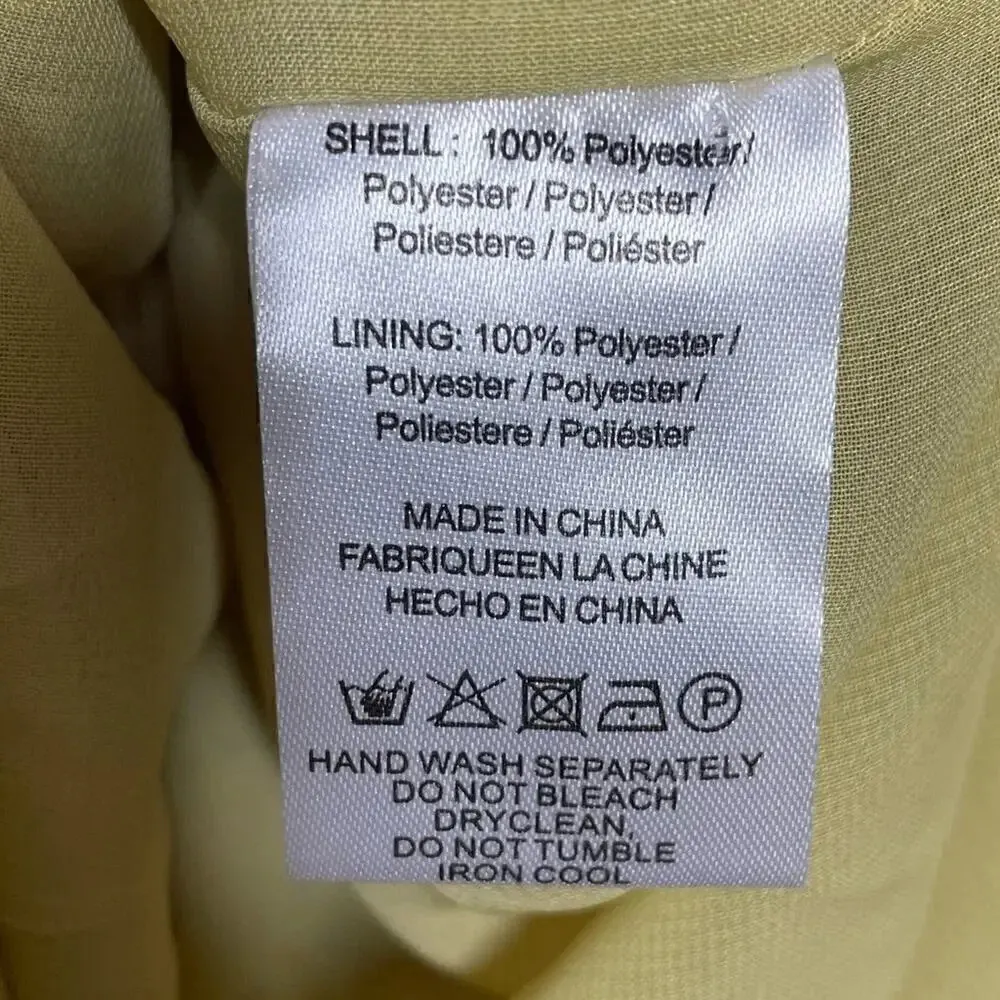 SHELL : 100% Polyester/
Polyester / Polyester /
Poliestere / Poliéster
LINING: 100% Polyester /
Polyester / Polyester /
Poliestere / Poliéster
MADE IN CHINA
FABRIQUEEN LA CHINE
HECHO EN CHINA
P
HAND WASH SEPARATELY
DO NOT BLEACH
DRYCLEAN,
DO NOT TUMBLE
IRON COOL